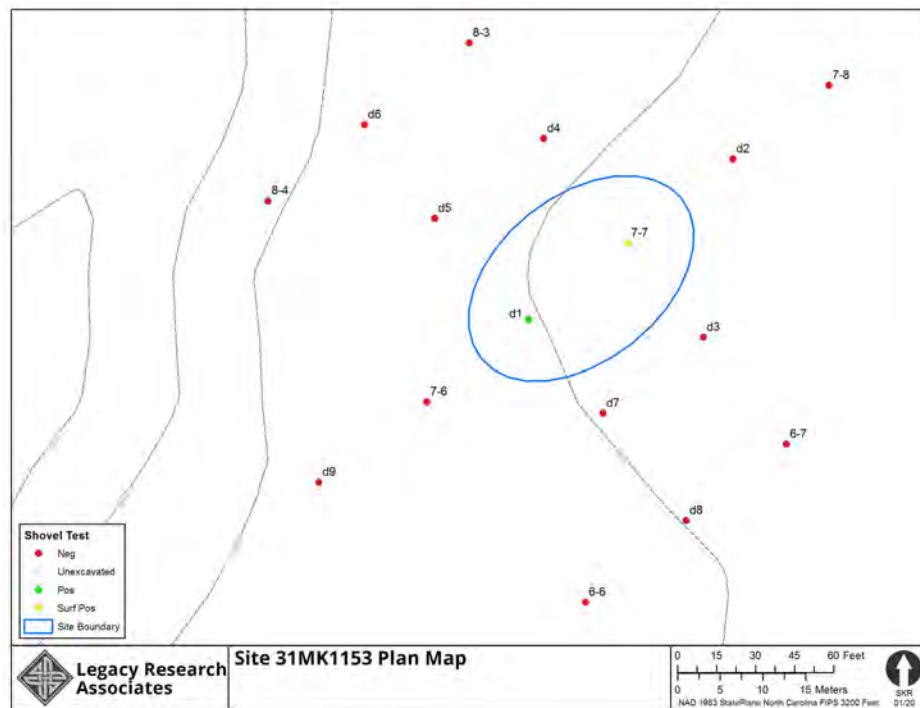 8-3
7-8
d6
d4
d2
8-4
d5
7-7
d1
d3
7-6
d7
6-7
d9
d8
6-6
Shovel Test
Neg
Unexcavated
Pos
Surf Pos
Site Boundary
Legacy Research
Associates
Site 31MK1153 Plan Map
0 15 30 45 60 Feet
0 5 10 15 Meters
NAD 1983 StatePlane North Carolina FIPS 3200 Feet
SKR
01/20